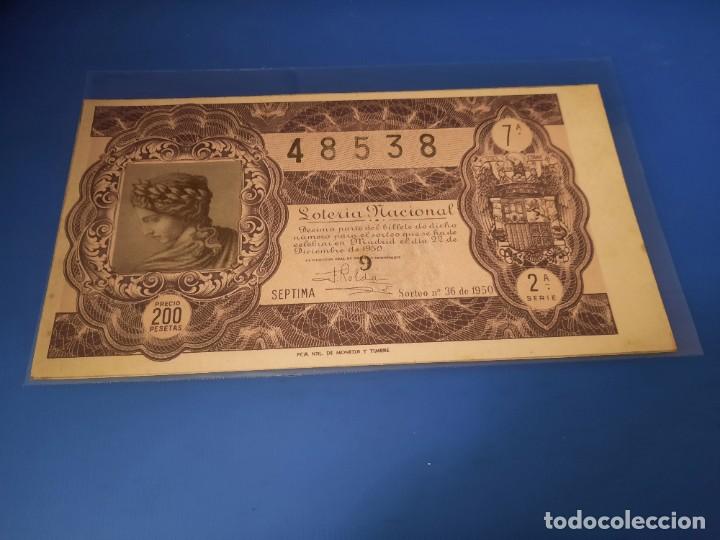 48538
7ª
Lotería Nacional
Décima parte del billete de dicho
número para el sorteo que se ha de
celebrar en Madrid el día 22 de
Diciembre de 1950.
9
SEPTIMA
Sorteo nº 36 de 1950
PRECIO
200
PESETAS
2ª
SERIE
FCA. NAL. DE MONEDA Y TIMBRE
todocoleccion